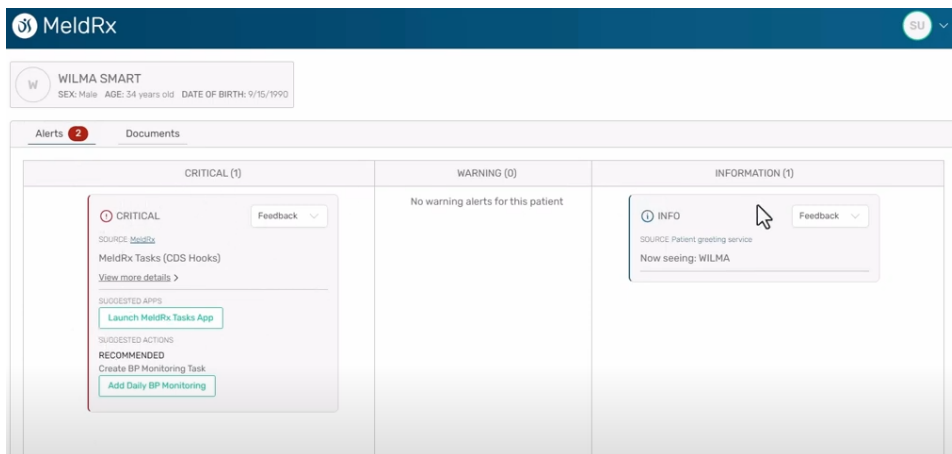 MeldRx
SU
W
WILMA SMART
SEX: Male AGE: 34 years old DATE OF BIRTH: 9/15/1990
Alerts 2 Documents
CRITICAL (1)
WARNING (0)
INFORMATION (1)
CRITICAL
Feedback
SOURCE MeldRx
MeldRx Tasks (CDS Hooks)
View more details >
SUGGESTED APPS
Launch MeldRx Tasks App
SUGGESTED ACTIONS
RECOMMENDED
Create BP Monitoring Task
Add Daily BP Monitoring
No warning alerts for this patient
INFO
Feedback
SOURCE Patient greeting service
Now seeing: WILMA